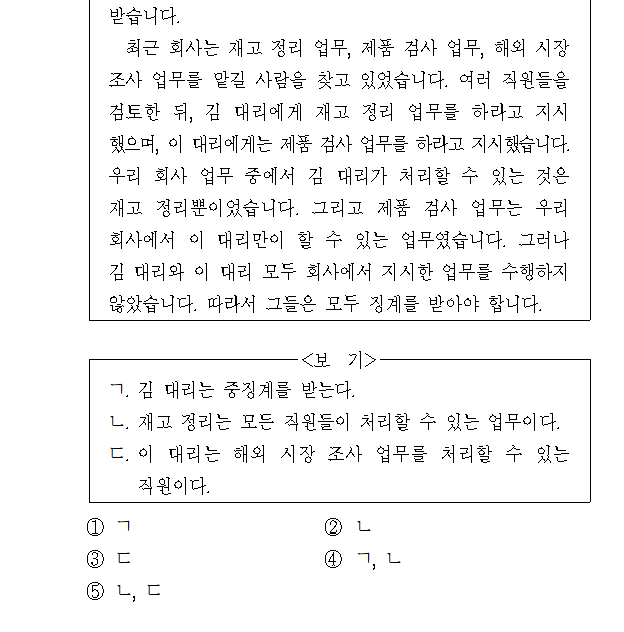 받습니다.
최근 회사는 재고 정리 업무, 제품 검사 업무, 해외 시장
조사 업무를 맡길 사람을 찾고 있었습니다. 여러 직원들을
검토한 뒤, 김 대리에게 재고 정리 업무를 하라고 지시
했으며, 이 대리에게는 제품 검사 업무를 하라고 지시했습니다.
우리 회사 업무 중에서 김 대리가 처리할 수 있는 것은
재고 정리뿐이었습니다. 그리고 제품 검사 업무는 우리
회사에서 이 대리만이 할 수 있는 업무였습니다. 그러나
김 대리와 이 대리 모두 회사에서 지시한 업무를 수행하지
않았습니다. 따라서 그들은 모두 징계를 받아야 합니다.
<보 기>
ㄱ. 김 대리는 중징계를 받는다.
ㄴ. 재고 정리는 모든 직원들이 처리할 수 있는 업무이다.
ㄷ. 이 대리는 해외 시장 조사 업무를 처리할 수 있는
직원이다.
① ㄱ ② ㄴ
③ ㄷ ④ ㄱ, ㄴ
⑤ ㄴ, ㄷ